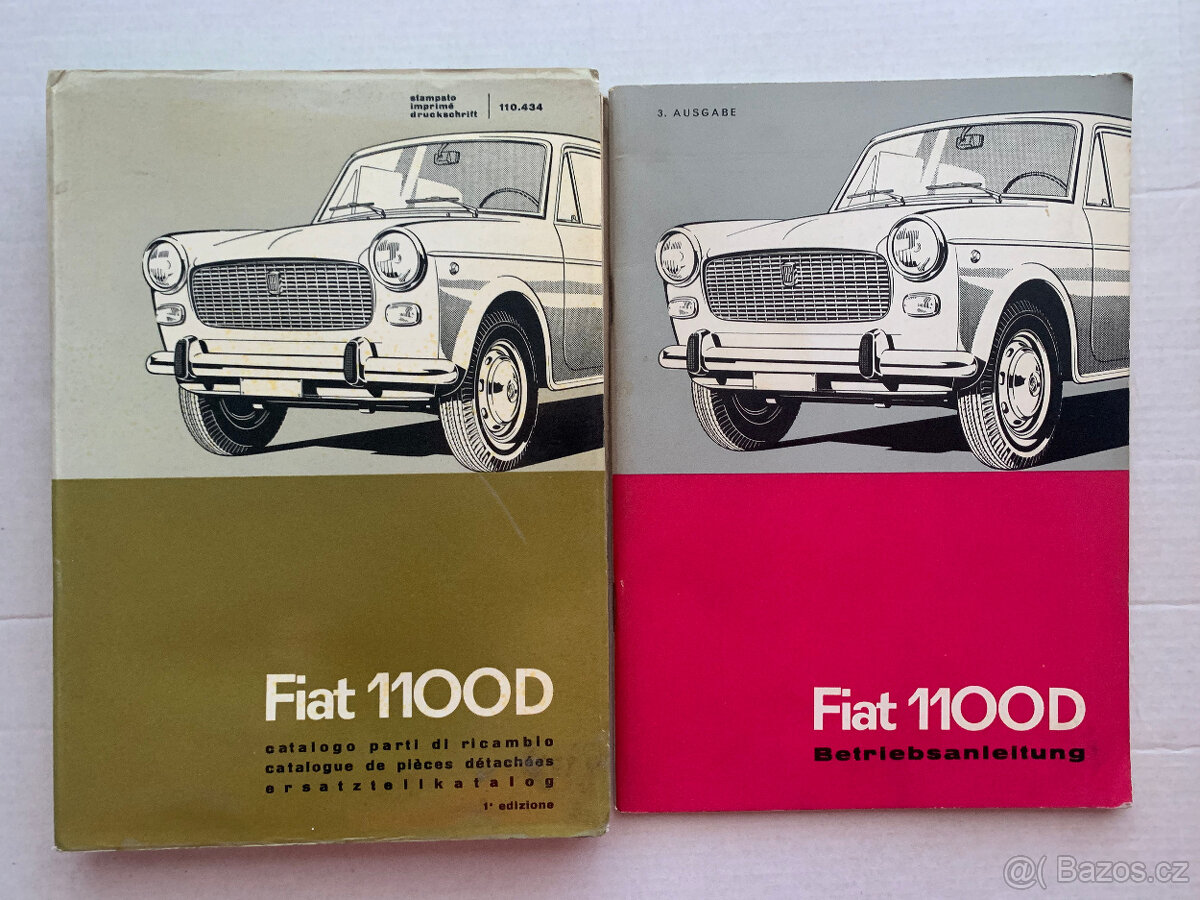 stampato
imprimé
druckschrift
110.434
Fiat 1100D
catalogo parti di ricambio
catalogue de pièces détachées
ersatzteilkatalog
1ª edizione
3. AUSGABE
Fiat 1100D
Betriebsanleitung
@( Bazos.cz